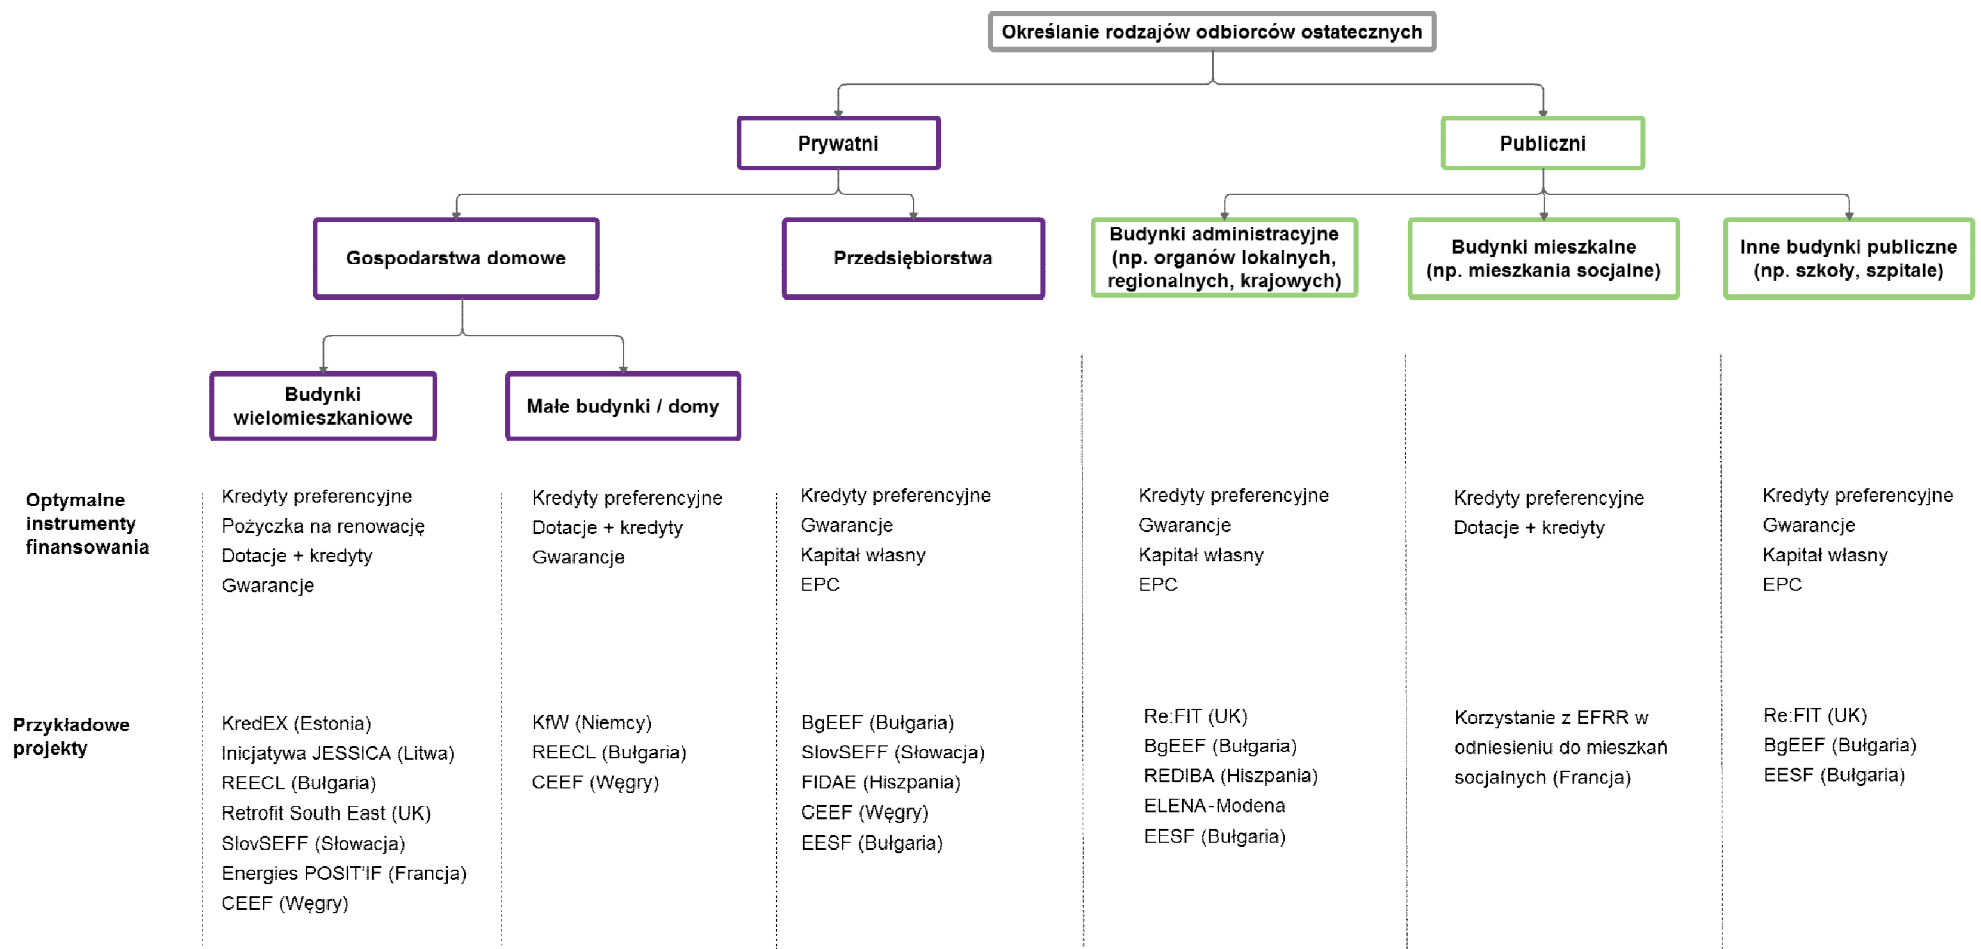 Określanie rodzajów odbiorców ostatecznych
Prywatni
Publiczni
Gospodarstwa domowe
Przedsiębiorstwa
Budynki administracyjne
(np. organów lokalnych,
regionalnych, krajowych)
Budynki mieszkalne
(np. mieszkania socjalne)
Inne budynki publiczne
(np. szkoły, szpitale)
Budynki
wielomieszkaniowe
Małe budynki / domy
Optymalne
instrumenty
finansowania
Kredyty preferencyjne
Pożyczka na renowację
Dotacje + kredyty
Gwarancje
Kredyty preferencyjne
Dotacje + kredyty
Gwarancje
Kredyty preferencyjne
Gwarancje
Kapitał własny
EPC
Kredyty preferencyjne
Gwarancje
Kapitał własny
EPC
Kredyty preferencyjne
Dotacje + kredyty
Kredyty preferencyjne
Gwarancje
Kapitał własny
EPC
Przykładowe
projekty
KredEX (Estonia)
Inicjatywa JESSICA (Litwa)
REECL (Bułgaria)
Retrofit South East (UK)
SlovSEFF (Słowacja)
Energies POSIT'IF (Francja)
CEEF (Węgry)
KfW (Niemcy)
REECL (Bułgaria)
CEEF (Węgry)
BgEEF (Bułgaria)
SlovSEFF (Słowacja)
FIDAE (Hiszpania)
CEEF (Węgry)
EESF (Bułgaria)
Re:FIT (UK)
BgEEF (Bułgaria)
REDIBA (Hiszpania)
ELENA-Modena
EESF (Bułgaria)
Korzystanie z EFRR w
odniesieniu do mieszkań
socjalnych (Francja)
Re:FIT (UK)
BgEEF (Bułgaria)
EESF (Bułgaria)